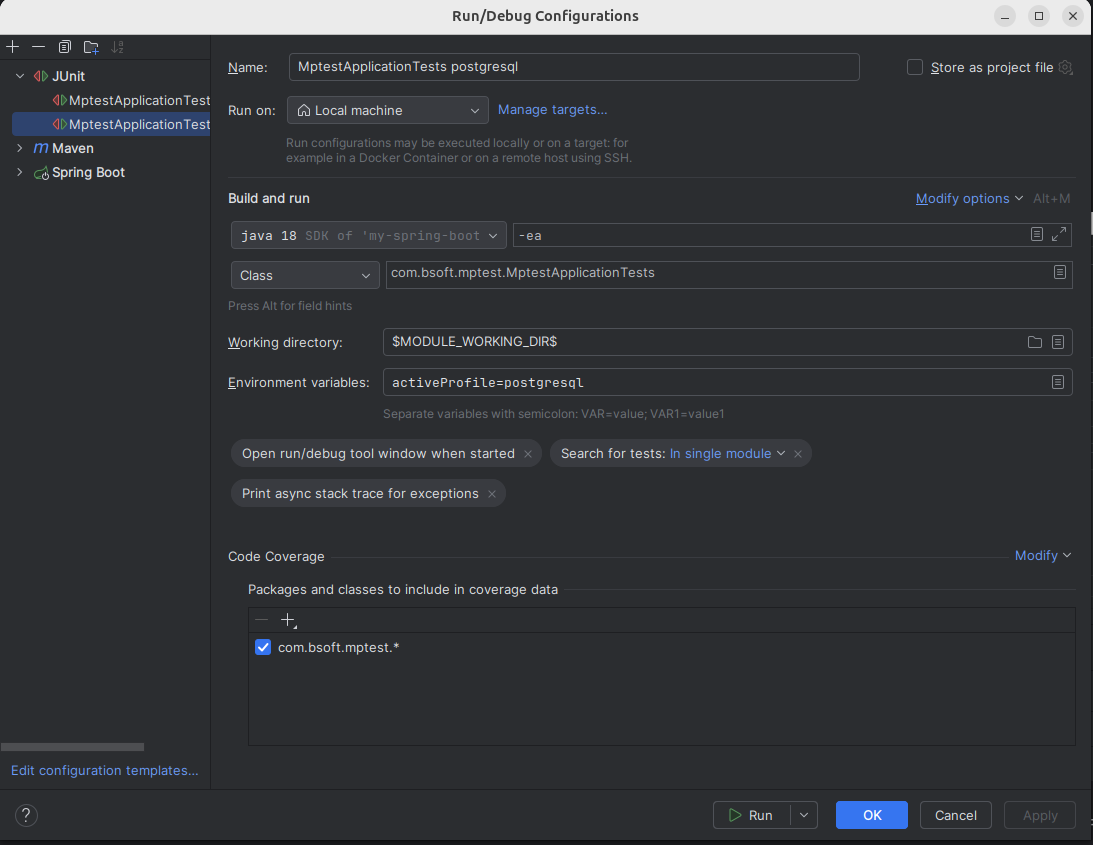 Run/Debug Configurations
JUnit
MptestApplicationTest
MptestApplicationTest
Maven
Spring Boot
Edit configuration templates...
Name: MptestApplicationTests postgresql Store as project file
Run on: Local machine Manage targets...
Run configurations may be executed locally or on a target: for
example in a Docker Container or on a remote host using SSH.
Build and run Modify options Alt+M
java 18 SDK of 'my-spring-boot -ea
Class com.bsoft.mptest.MptestApplicationTests
Press Alt for field hints
Working directory: $MODULE_WORKING_DIR$
Environment variables: activeProfile=postgresql
Separate variables with semicolon: VAR=value; VAR1=value1
Open run/debug tool window when started × Search for tests: In single module ×
Print async stack trace for exceptions ×
Code Coverage Modify
Packages and classes to include in coverage data
com.bsoft.mptest.*
? Run OK Cancel Apply